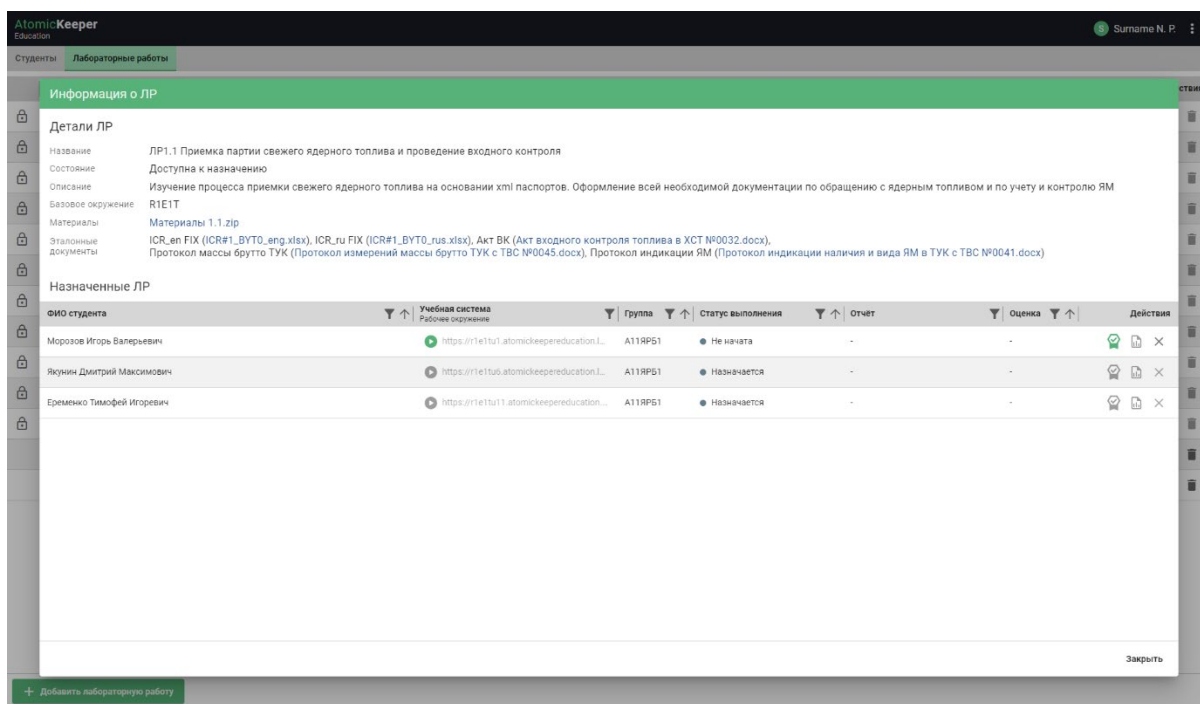 AtomicKeeper
Education
S Surname N. P.
Студенты Лабораторные работы
Информация о ЛР
ствия
Детали ЛР
Название ЛР1.1 Приемка партии свежего ядерного топлива и проведение входного контроля
Состояние Доступна к назначению
Описание Изучение процесса приемки свежего ядерного топлива на основании xml паспортов. Оформление всей необходимой документации по обращению с ядерным топливом и по учету и контролю ЯМ
Базовое окружение R1E1T
Материалы Материалы 1.1.zip
Эталонные документы ICR_en FIX (ICR#1_BYT0_eng.xlsx), ICR_ru FIX (ICR#1_BYT0_rus.xlsx), Акт ВК (Акт входного контроля топлива в ХСТ №0032.docx),
Протокол массы брутто ТУК (Протокол измерений массы брутто ТУК с ТВС №0045.docx), Протокол индикации ЯМ (Протокол индикации наличия и вида ЯМ в ТУК с ТВС №0041.docx)
Назначенные ЛР
ФИО студента Учебная система Группа Статус выполнения Отчёт Оценка Действия
Рабочее окружение
Морозов Игорь Валерьевич https://r1e1tu1.atomickeepereducation.l... А11ЯРБ1 Не начата - -
Якунин Дмитрий Максимович https://r1e1tu6.atomickeepereducation.l... А11ЯРБ1 Назначается - -
Еременко Тимофей Игоревич https://r1e1tu11.atomickeepereducation... А11ЯРБ1 Назначается - -
Закрыть
+ Добавить лабораторную работу